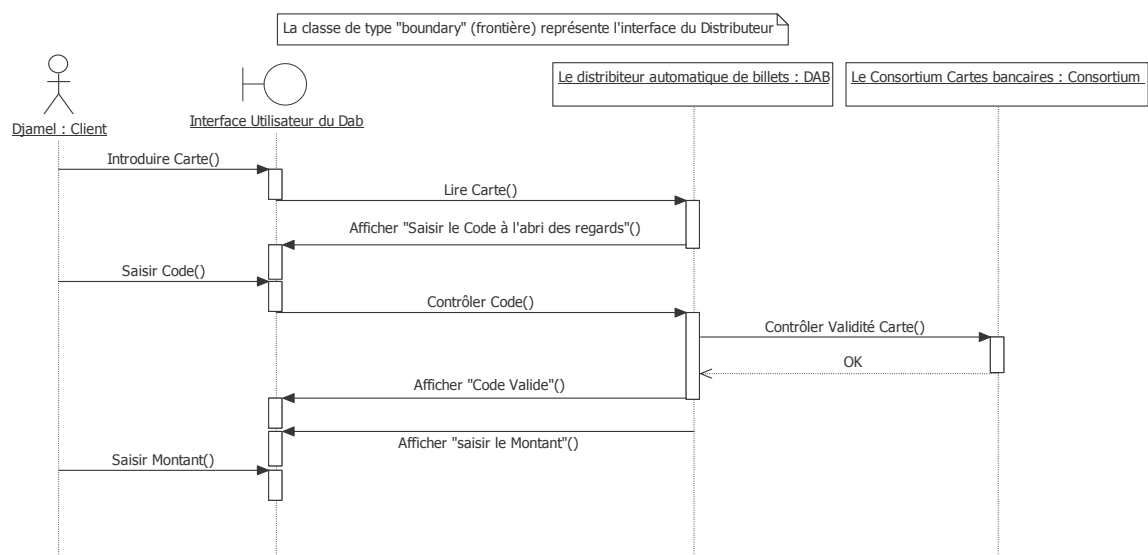 La classe de type "boundary" (frontière) représente l'interface du Distributeur
Djamel : Client
Interface Utilisateur du Dab
Le distribiteur automatique de billets : DAB
Le Consortium Cartes bancaires : Consortium
Introduire Carte()
Lire Carte()
Afficher "Saisir le Code à l'abri des regards"()
Saisir Code()
Contrôler Code()
Contrôler Validité Carte()
OK
Afficher "Code Valide"()
Afficher "saisir le Montant"()
Saisir Montant()